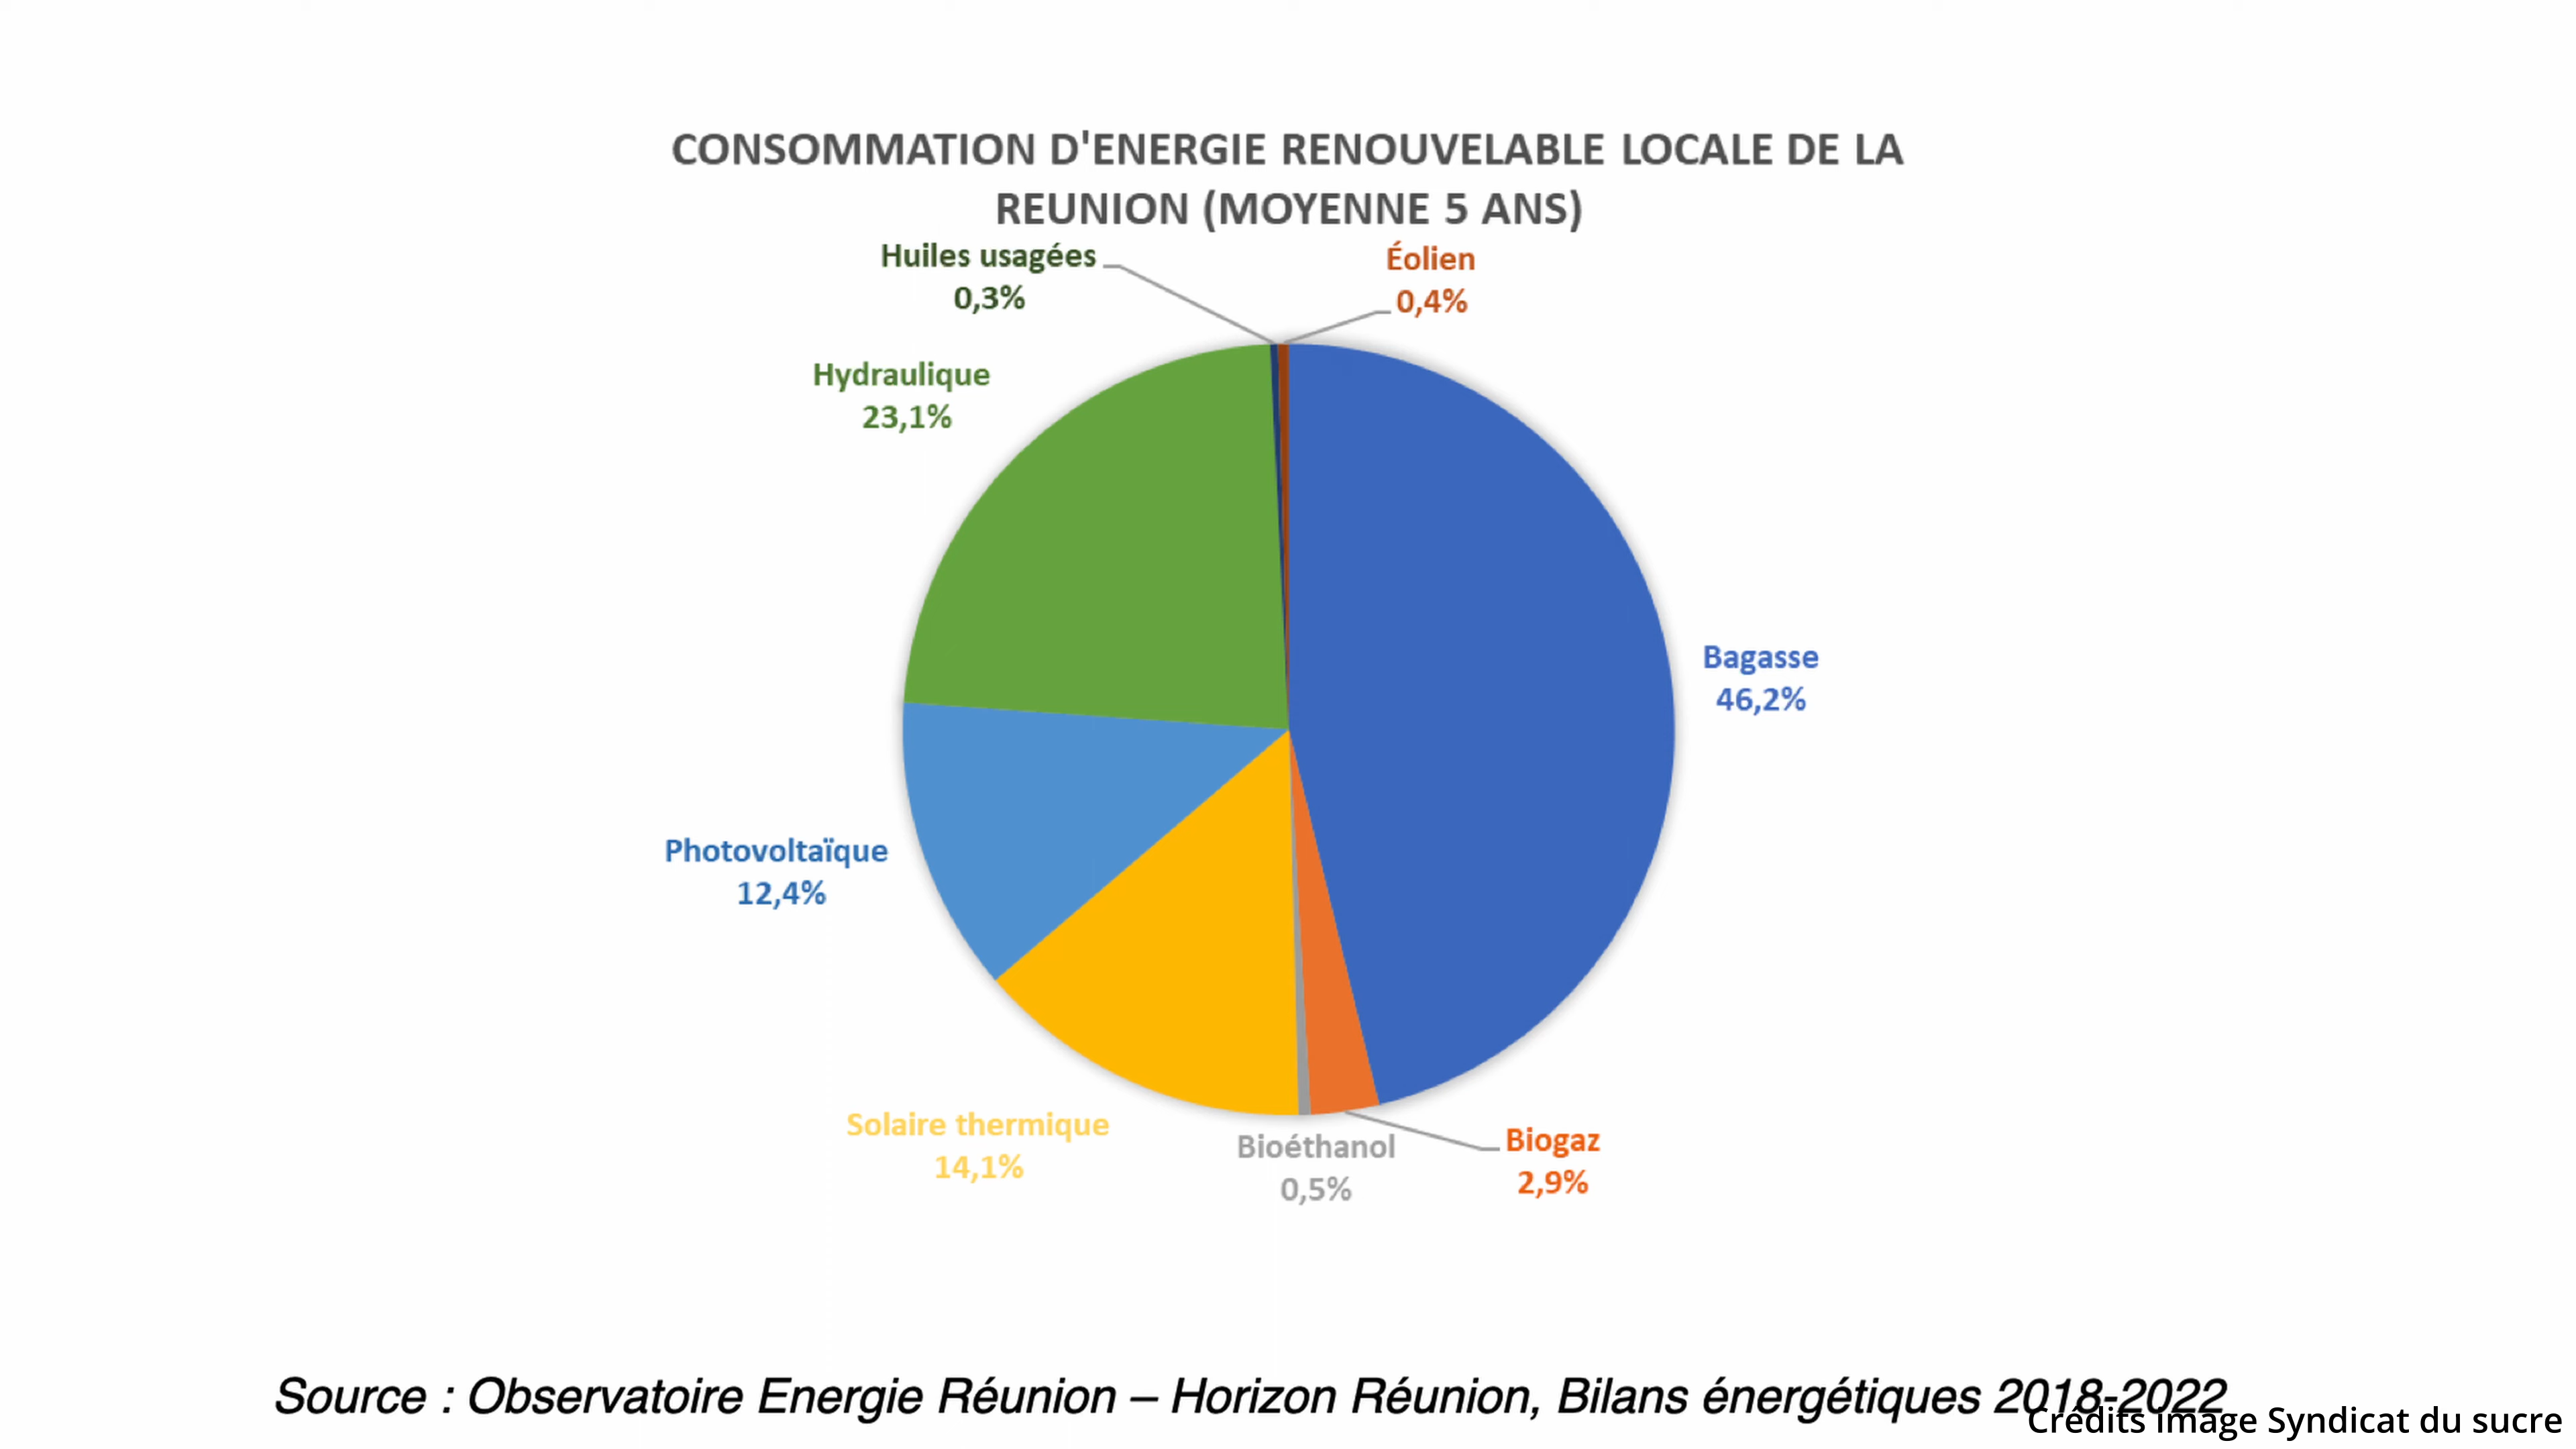 CONSOMMATION D'ENERGIE RENOUVELABLE LOCALE DE LA
REUNION (MOYENNE 5 ANS)
Huiles usagées
0,3%
Éolien
0,4%
Hydraulique
23,1%
Bagasse
46,2%
Photovoltaïque
12,4%
Solaire thermique
14,1%
Bioéthanol
0,5%
Biogaz
2,9%
Source : Observatoire Energie Réunion – Horizon Réunion, Bilans énergétiques 2018-2022
Crédits image Syndicat du sucre